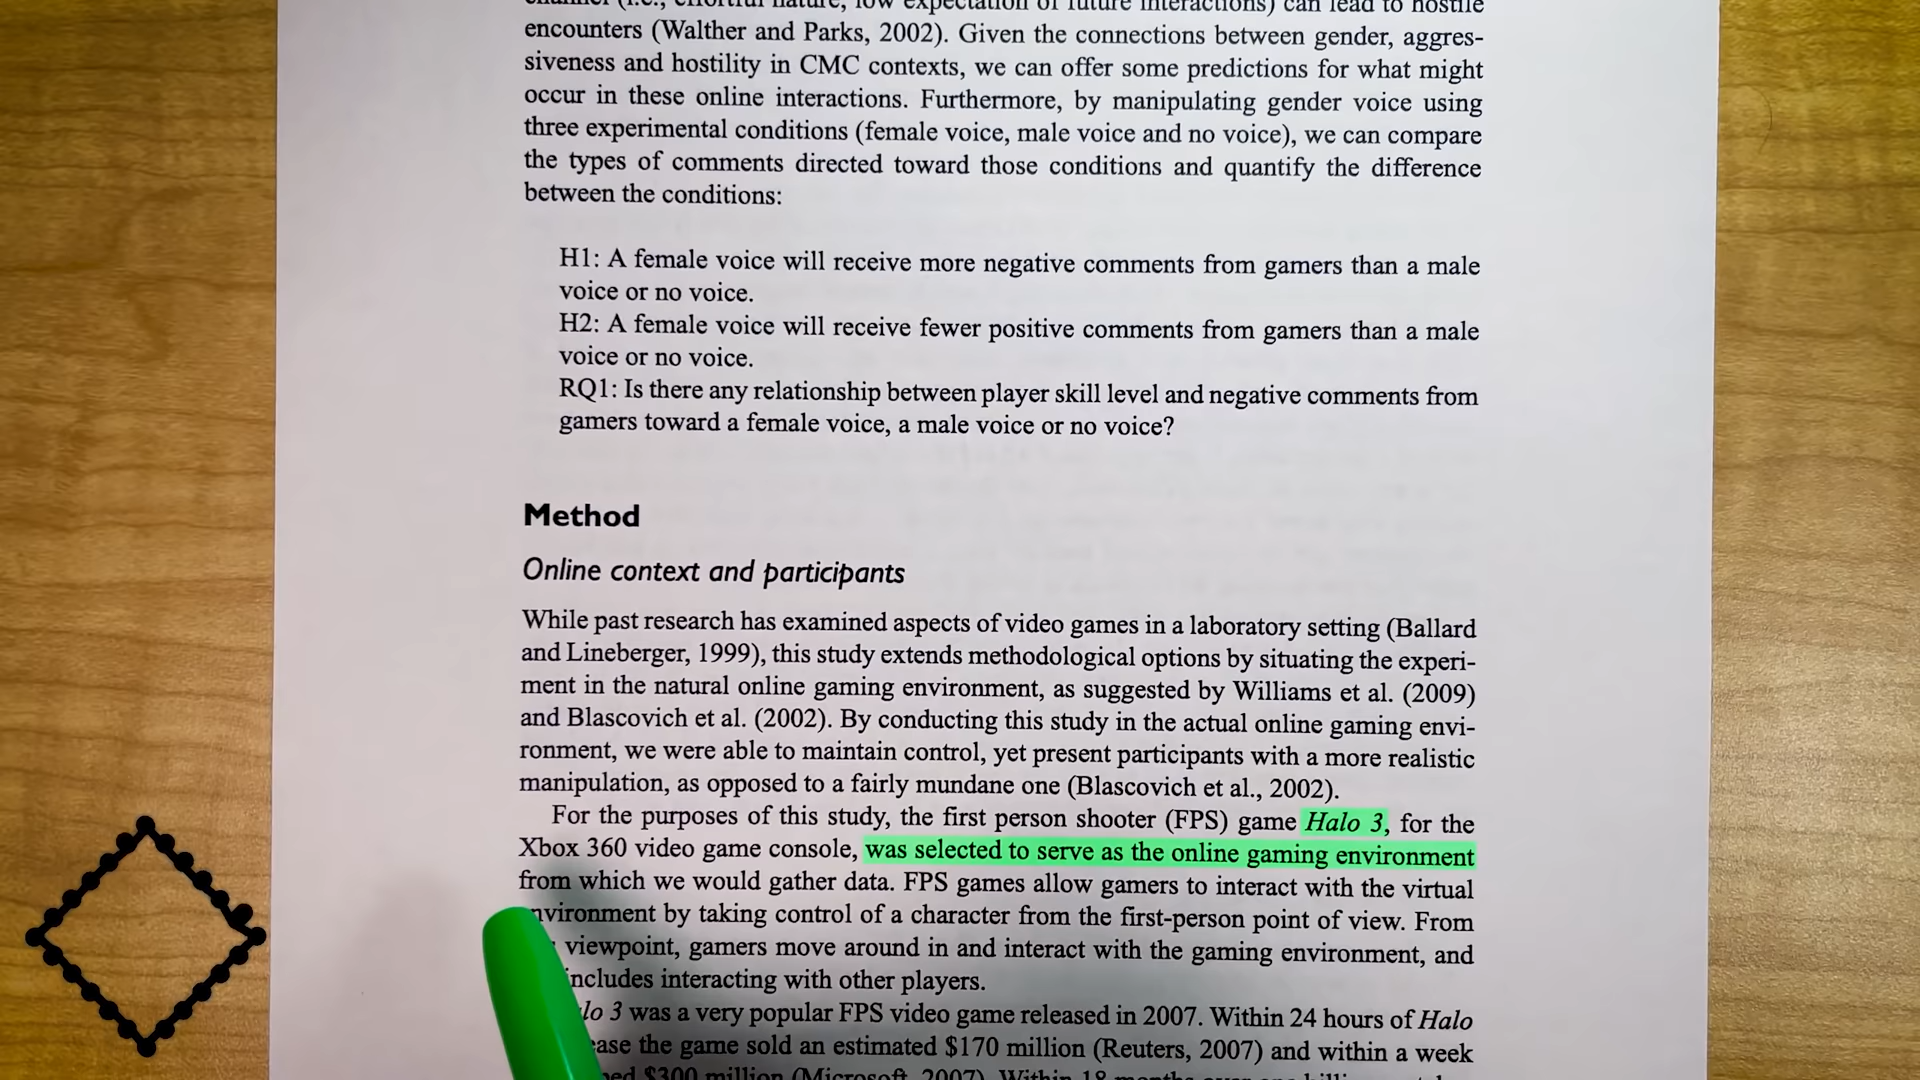 channel (i.e., effortful nature, low expectation of future interactions) can lead to hostile
encounters (Walther and Parks, 2002). Given the connections between gender, aggres-
siveness and hostility in CMC contexts, we can offer some predictions for what might
occur in these online interactions. Furthermore, by manipulating gender voice using
three experimental conditions (female voice, male voice and no voice), we can compare
the types of comments directed toward those conditions and quantify the difference
between the conditions:
H1: A female voice will receive more negative comments from gamers than a male
voice or no voice.
H2: A female voice will receive fewer positive comments from gamers than a male
voice or no voice.
RQ1: Is there any relationship between player skill level and negative comments from
gamers toward a female voice, a male voice or no voice?
Method
Online context and participants
While past research has examined aspects of video games in a laboratory setting (Ballard
and Lineberger, 1999), this study extends methodological options by situating the experi-
ment in the natural online gaming environment, as suggested by Williams et al. (2009)
and Blascovich et al. (2002). By conducting this study in the actual online gaming envi-
ronment, we were able to maintain control, yet present participants with a more realistic
manipulation, as opposed to a fairly mundane one (Blascovich et al., 2002).
For the purposes of this study, the first person shooter (FPS) game Halo 3, for the
Xbox 360 video game console, was selected to serve as the online gaming environment
from which we would gather data. FPS games allow gamers to interact with the virtual
nvironment by taking control of a character from the first-person point of view. From
viewpoint, gamers move around in and interact with the gaming environment, and
includes interacting with other players.
lo 3 was a very popular FPS video game released in 2007. Within 24 hours of Halo
ase the game sold an estimated $170 million (Reuters, 2007) and within a week
ed $300 million (Microsoft, 2007). Within 18 months